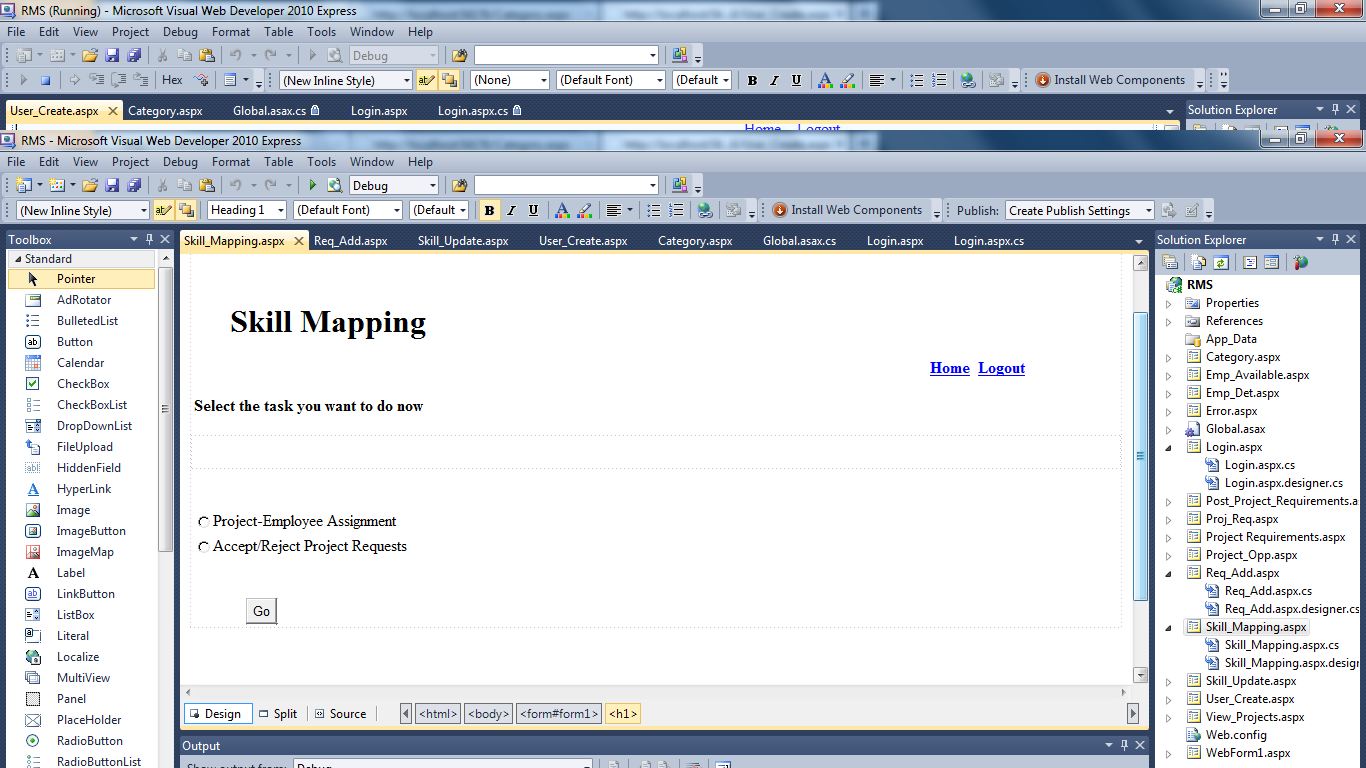 RMS (Running) - Microsoft Visual Web Developer 2010 Express
File Edit View Project Debug Format Table Tools Window Help
Debug
Hex (New Inline Style) ab (None) (Default Font) (Default B I U A Install Web Components
User_Create.aspx Category.aspx Global.asax.cs Login.aspx Login.aspx.cs Solution Explorer
Home Logout
RMS - Microsoft Visual Web Developer 2010 Express
File Edit View Project Debug Format Table Tools Window Help
Debug
(New Inline Style) ab Heading 1 (Default Font) (Default B I U A Install Web Components Publish: Create Publish Settings
Toolbox
Standard
Pointer
AdRotator
BulletedList
ab Button
Calendar
CheckBox
CheckBoxList
DropDownList
FileUpload
abl HiddenField
A HyperLink
Image
ab ImageButton
ImageMap
A Label
ab LinkButton
ListBox
Literal
Localize
MultiView
Panel
PlaceHolder
RadioButton
RadioButtonList
Skill_Mapping.aspx Req_Add.aspx Skill_Update.aspx User_Create.aspx Category.aspx Global.asax.cs Login.aspx Login.aspx.cs
Skill Mapping
Home Logout
Select the task you want to do now
Project-Employee Assignment
Accept/Reject Project Requests
Go
Design Split Source <html> <body> <form#form1> <h1>
Output
Show output from: Debug
Solution Explorer
RMS
Properties
References
App_Data
Category.aspx
Emp_Available.aspx
Emp_Det.aspx
Error.aspx
Global.asax
Login.aspx
Login.aspx.cs
Login.aspx.designer.cs
Post_Project_Requirements.a
Proj_Req.aspx
Project Requirements.aspx
Project_Opp.aspx
Req_Add.aspx
Req_Add.aspx.cs
Req_Add.aspx.designer.cs
Skill_Mapping.aspx
Skill_Mapping.aspx.cs
Skill_Mapping.aspx.desigr
Skill_Update.aspx
User_Create.aspx
View_Projects.aspx
Web.config
WebForm1.aspx